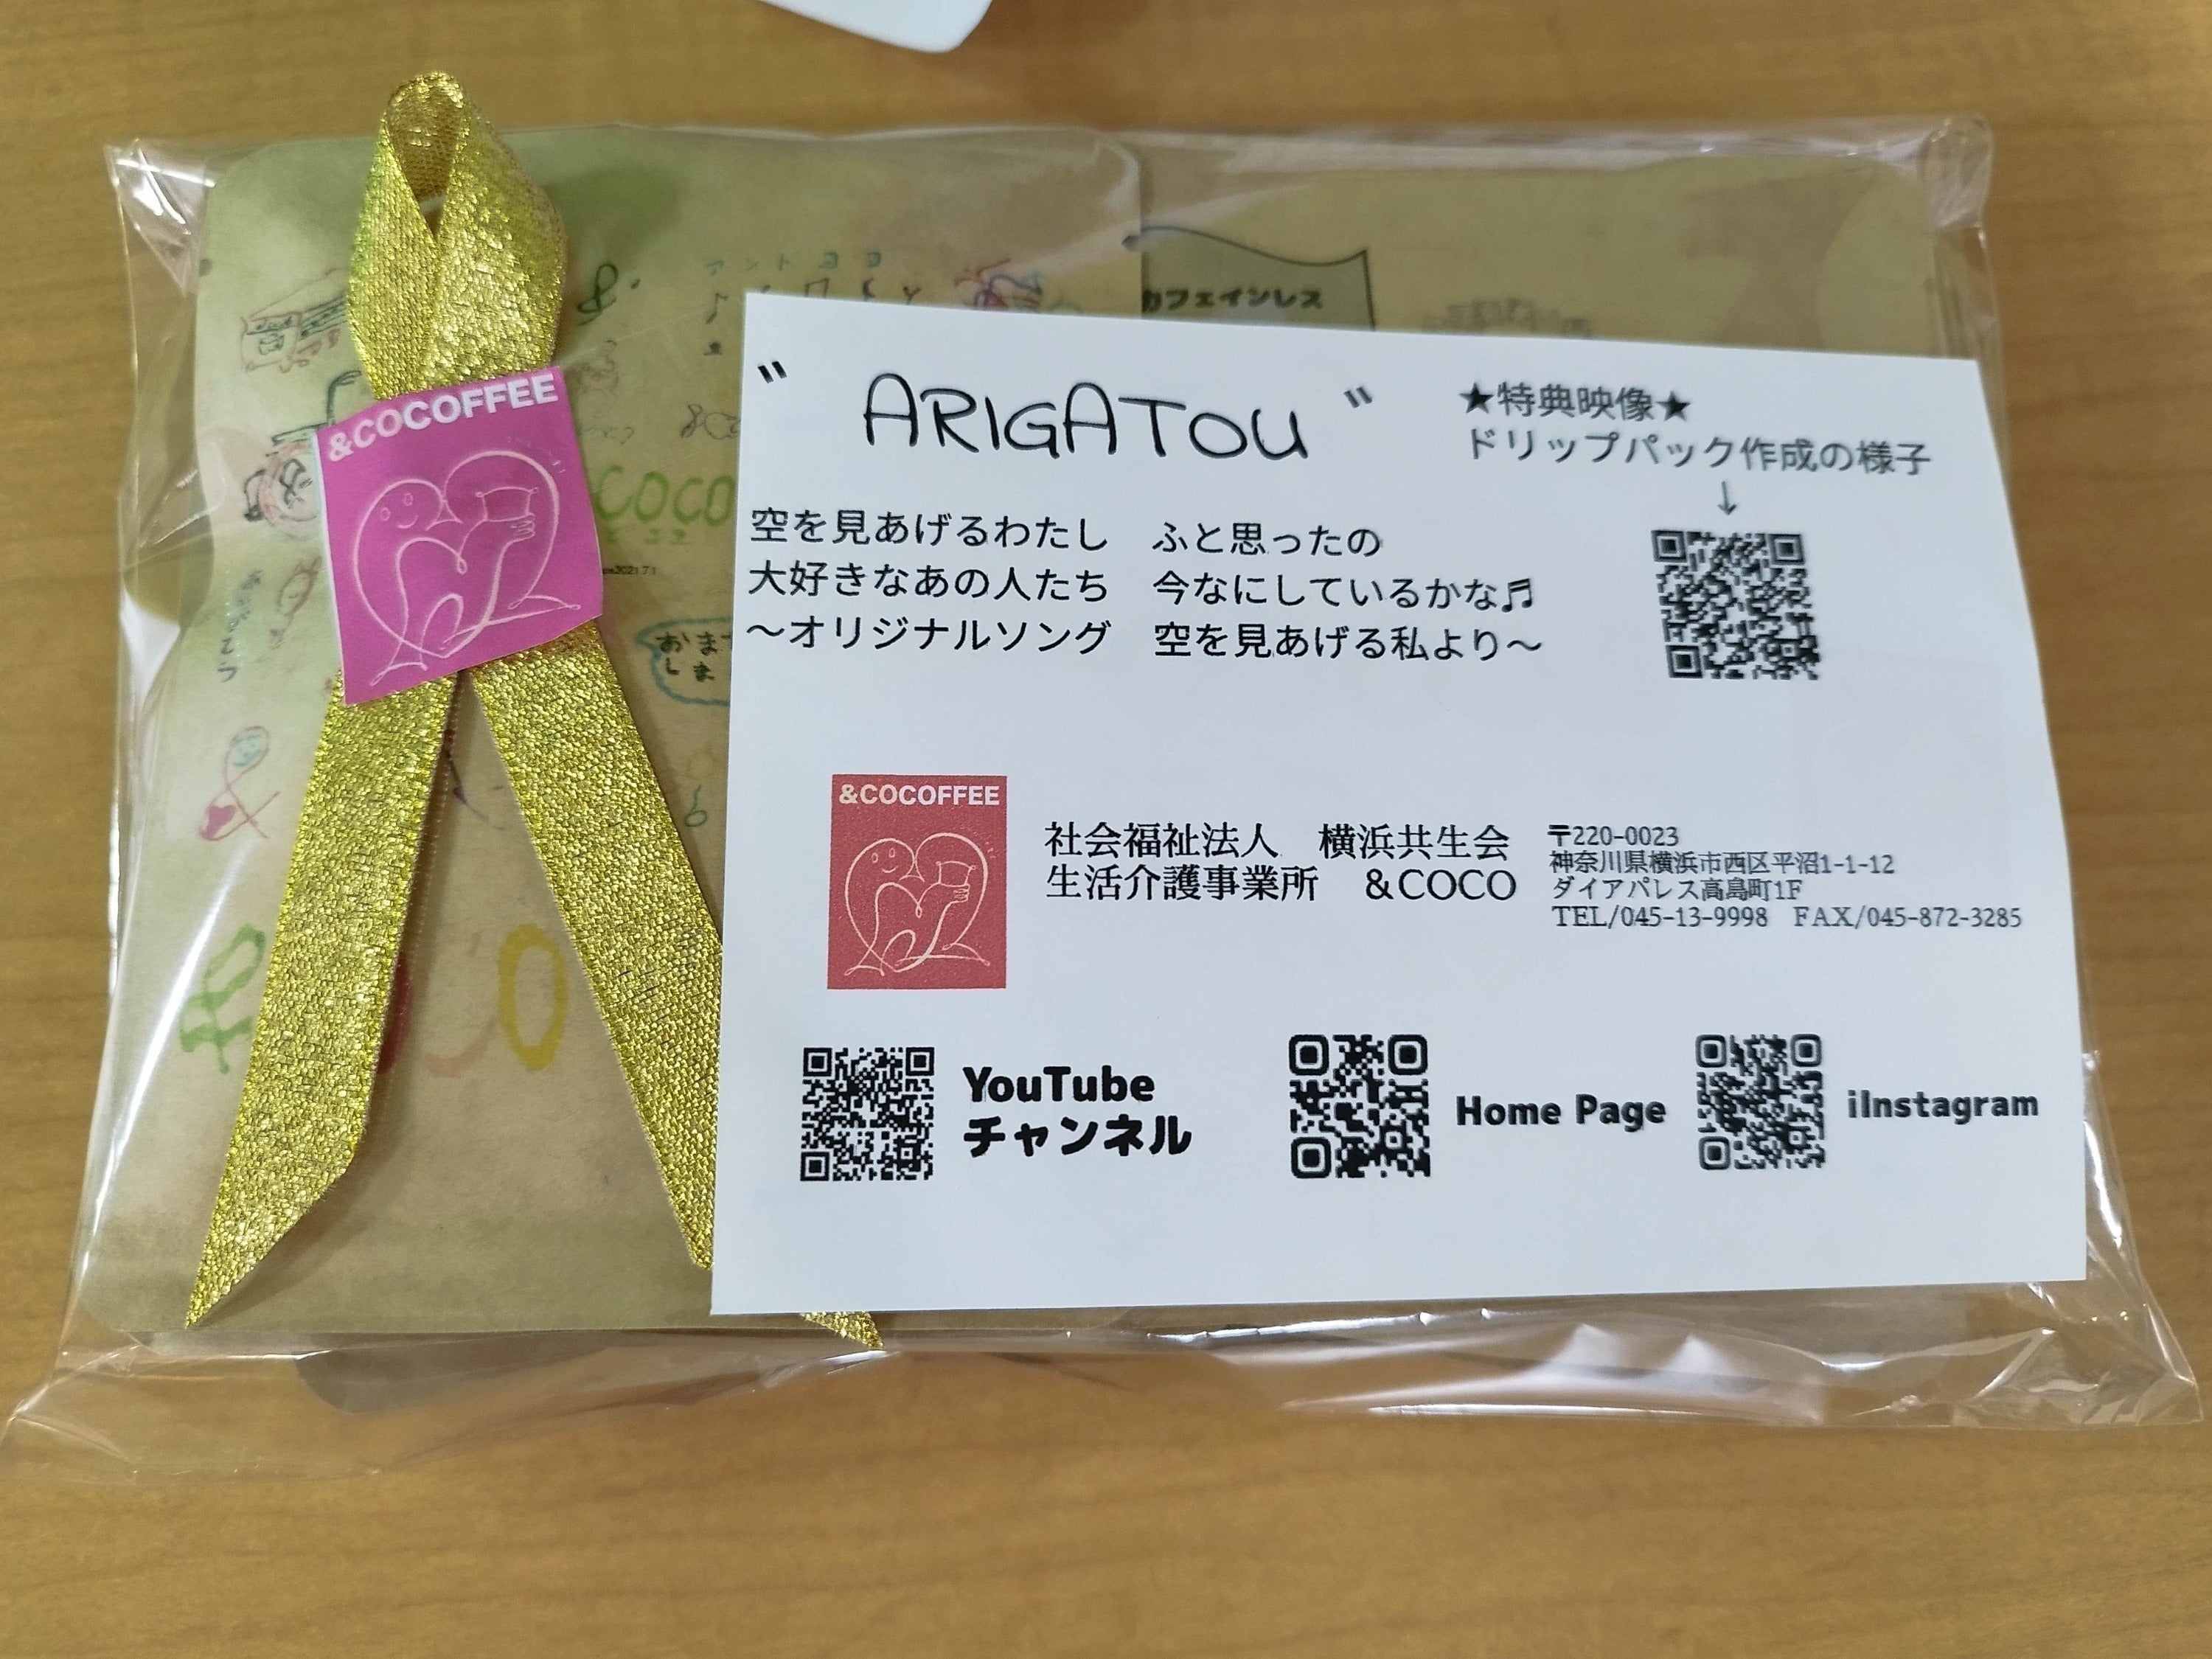 &COCOFFEE
アントココ
カフェインレス
COCO
" ARIGATOU "
★特典映像★
ドリップパック作成の様子
↓
空を見あげるわたし ふと思ったの
大好きなあの人たち 今なにしているかな♬
～オリジナルソング 空を見あげる私より～
&COCOFFEE
社会福祉法人 横浜共生会
生活介護事業所 &COCO
〒220-0023
神奈川県横浜市西区平沼1-1-12
ダイアパレス高島町1F
TEL/045-13-9998 FAX/045-872-3285
YouTube
チャンネル
Home Page
iInstagram